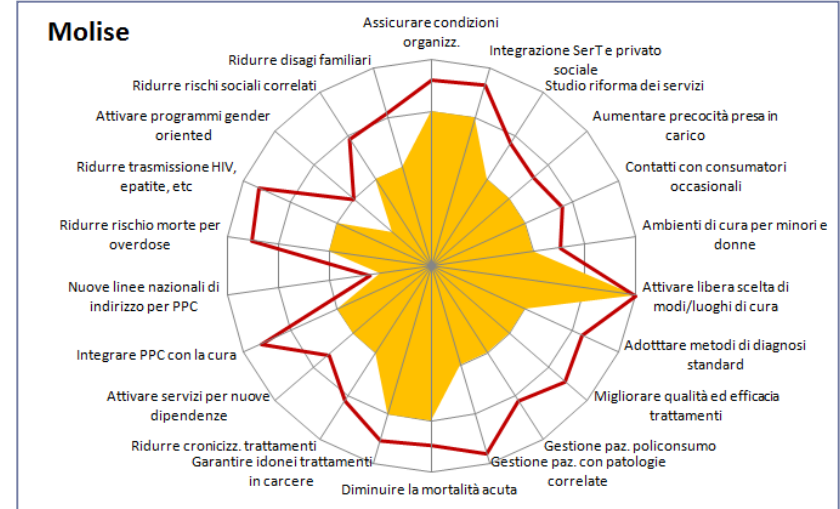 Molise
Assicurare condizioni
organizz.
Integrazione SerT e privato
sociale
Studio riforma dei servizi
Aumentare precocità presa in
carico
Contatti con consumatori
occasionali
Ambienti di cura per minori e
donne
Attivare libera scelta di
modi/luoghi di cura
Adotttare metodi di diagnosi
standard
Migliorare qualità ed efficacia
trattamenti
Gestione paz. policonsumo
Gestione paz. con patologie
correlate
Diminuire la mortalità acuta
Garantire idonei trattamenti
in carcere
Ridurre cronicizz. trattamenti
Attivare servizi per nuove
dipendenze
Integrare PPC con la cura
Nuove linee nazionali di
indirizzo per PPC
Ridurre rischio morte per
overdose
Ridurre trasmissione HIV,
epatite, etc
Attivare programmi gender
oriented
Ridurre rischi sociali correlati
Ridurre disagi familiari